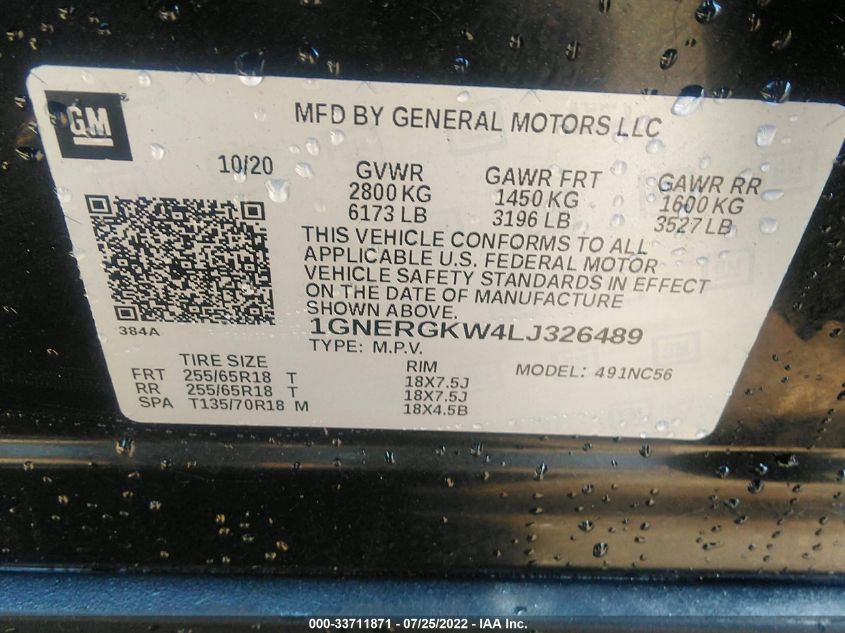 GM
MFD BY GENERAL MOTORS LLC
10/20
GVWR
2800 KG
6173 LB
GAWR FRT
1450 KG
3196 LB
GAWR RR
1600 KG
3527 LB
THIS VEHICLE CONFORMS TO ALL
APPLICABLE U.S. FEDERAL MOTOR
VEHICLE SAFETY STANDARDS IN EFFECT
ON THE DATE OF MANUFACTURE
SHOWN ABOVE.
384A
1GNERGKW4LJ326489
TYPE: M.P.V.
TIRE SIZE
RIM
MODEL: 491NC56
FRT 255/65R18 T 18X7.5J
RR 255/65R18 T 18X7.5J
SPA T135/70R18 M 18X4.5B
000-33711871 - 07/25/2022 - IAA Inc.